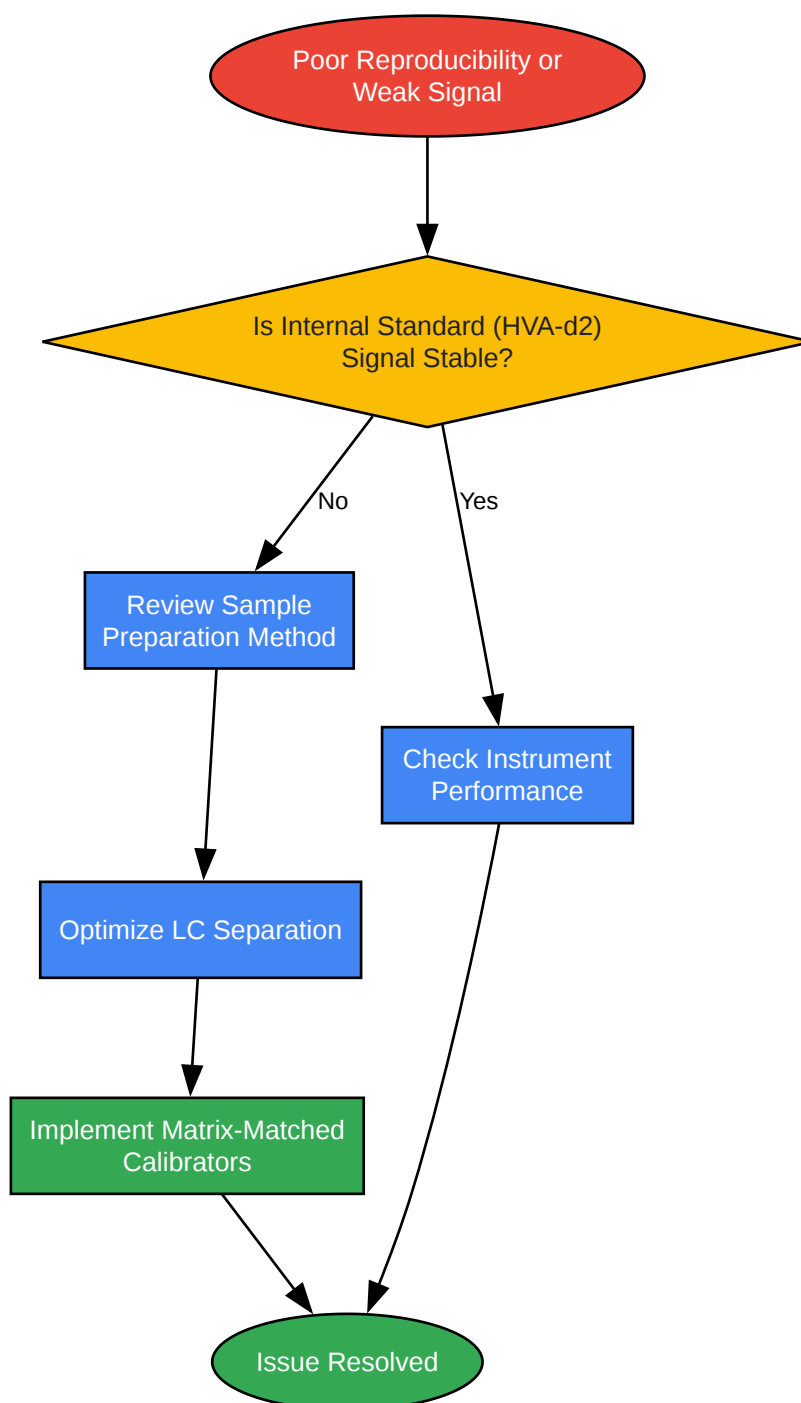 Poor Reproducibility or
Weak Signal
Is Internal Standard (HVA-d2)
Signal Stable?
No
Yes
Review Sample
Preparation Method
Check Instrument
Performance
Optimize LC Separation
Implement Matrix-Matched
Calibrators
Issue Resolved